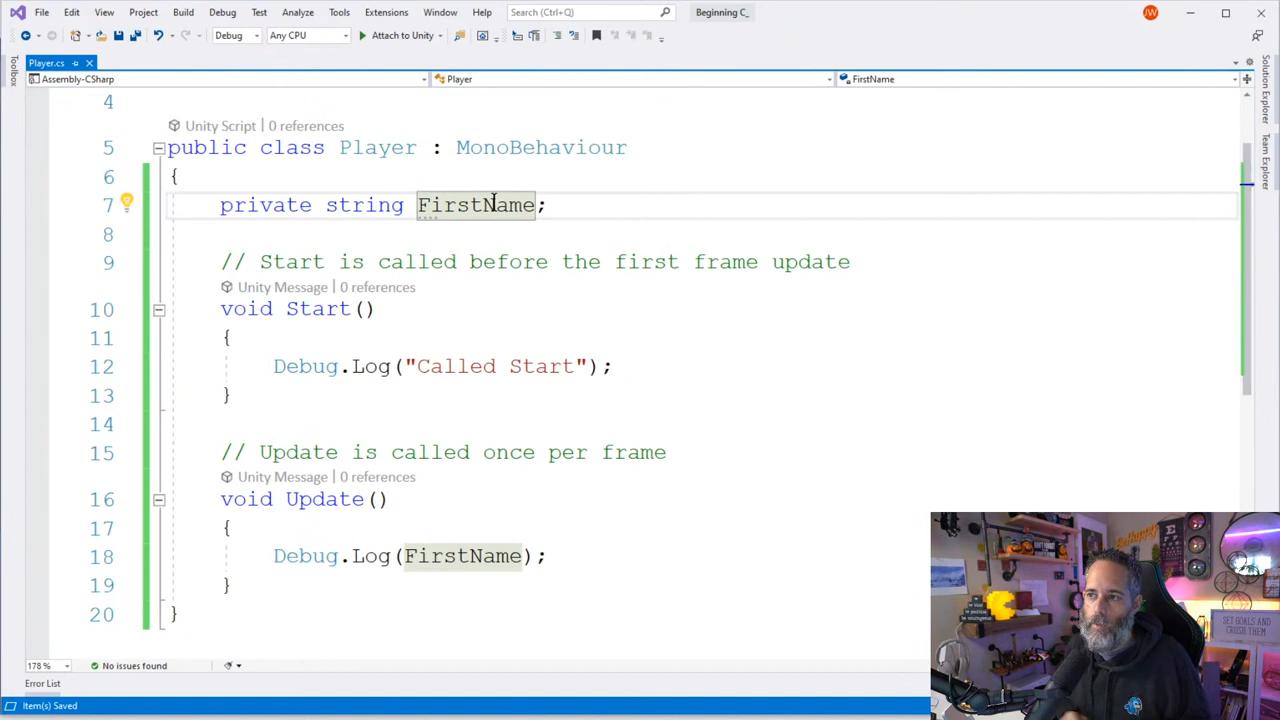 File Edit View Project Build Debug Test Analyze Tools Extensions Window Help Search (Ctrl+Q) Beginning C_ JW
Debug Any CPU Attach to Unity
Player.cs
Assembly-CSharp Player FirstName
Toolbox
Solution Explorer
Team Explorer
4
Unity Script | 0 references
5 public class Player : MonoBehaviour
6 {
7 private string FirstName;
8
9 // Start is called before the first frame update
Unity Message | 0 references
10 void Start()
11 {
12 Debug.Log("Called Start");
13 }
14
15 // Update is called once per frame
Unity Message | 0 references
16 void Update()
17 {
18 Debug.Log(FirstName);
19 }
20 }
SET GOALS AND
CRUSH THEM
178 % No issues found
Error List
Item(s) Saved